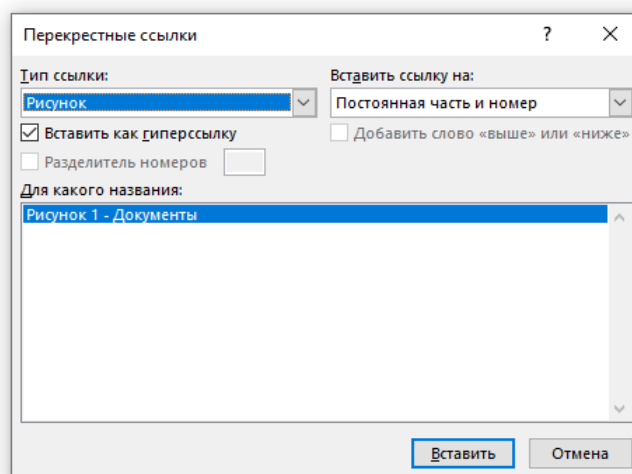 Перекрестные ссылки ? ×
Тип ссылки: Вставить ссылку на:
Рисунок Постоянная часть и номер
Вставить как гиперссылку Добавить слово «выше» или «ниже»
Разделитель номеров
Для какого названия:
Рисунок 1 - Документы
Вставить Отмена